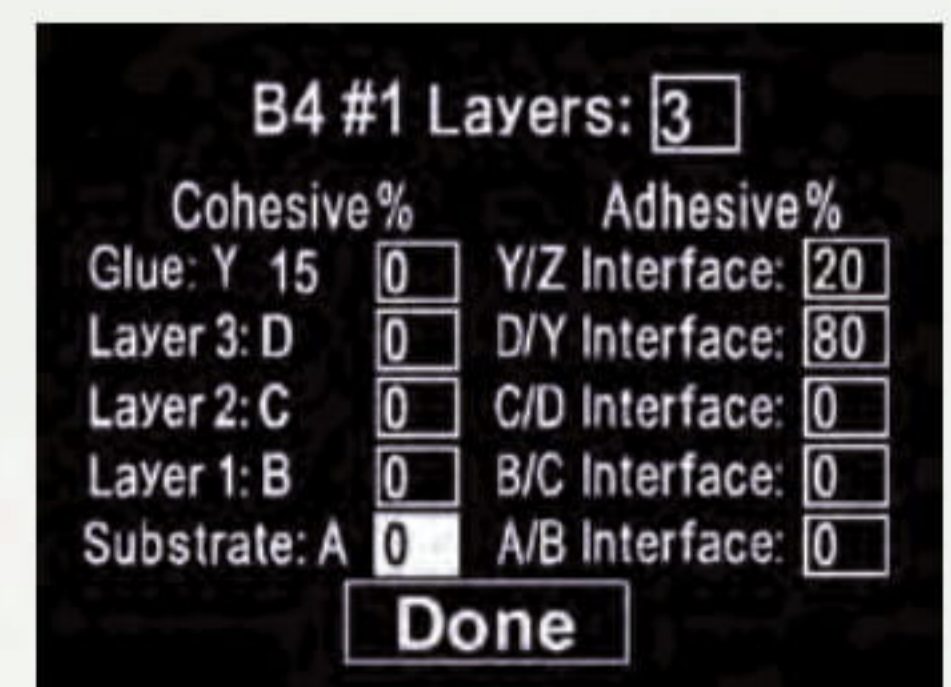 B4 #1 Layers: 3
Cohesive% Adhesive%
Glue: Y 15 0 Y/Z Interface: 20
Layer 3: D 0 D/Y Interface: 80
Layer 2: C 0 C/D Interface: 0
Layer 1: B 0 B/C Interface: 0
Substrate: A 0 A/B Interface: 0
Done